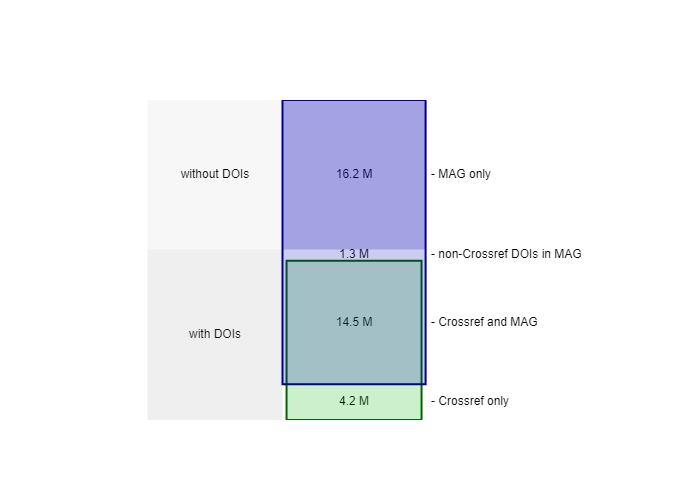 without DOIs
16.2 M
- MAG only
1.3 M
- non-Crossref DOIs in MAG
14.5 M
- Crossref and MAG
with DOIs
4.2 M
- Crossref only